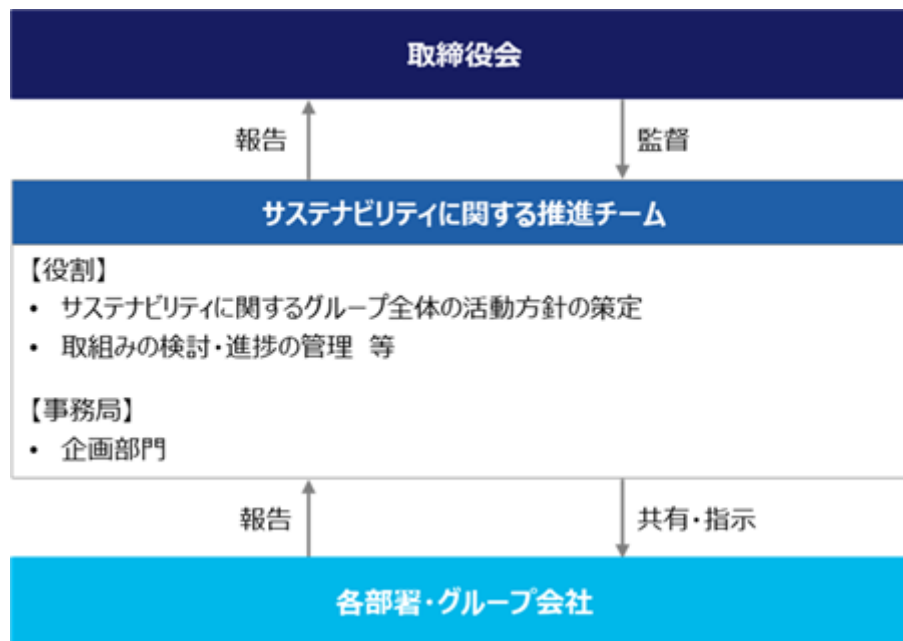 取締役会
報告
監督
サステナビリティに関する推進チーム
【役割】
• サステナビリティに関するグループ全体の活動方針の策定
• 取組みの検討・進捗の管理 等
【事務局】
• 企画部門
報告
共有・指示
各部署・グループ会社